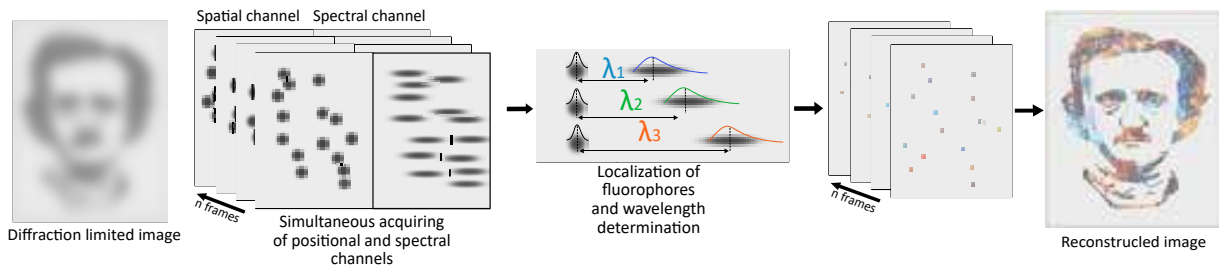 Spatial channel
Spectral channel
n frames
Diffraction limited image
Simultaneous acquiring
of positional and spectral
channels
λ1
λ2
λ3
Localization of
fluorophores
and wavelength
determination
n frames
Reconstrucled image